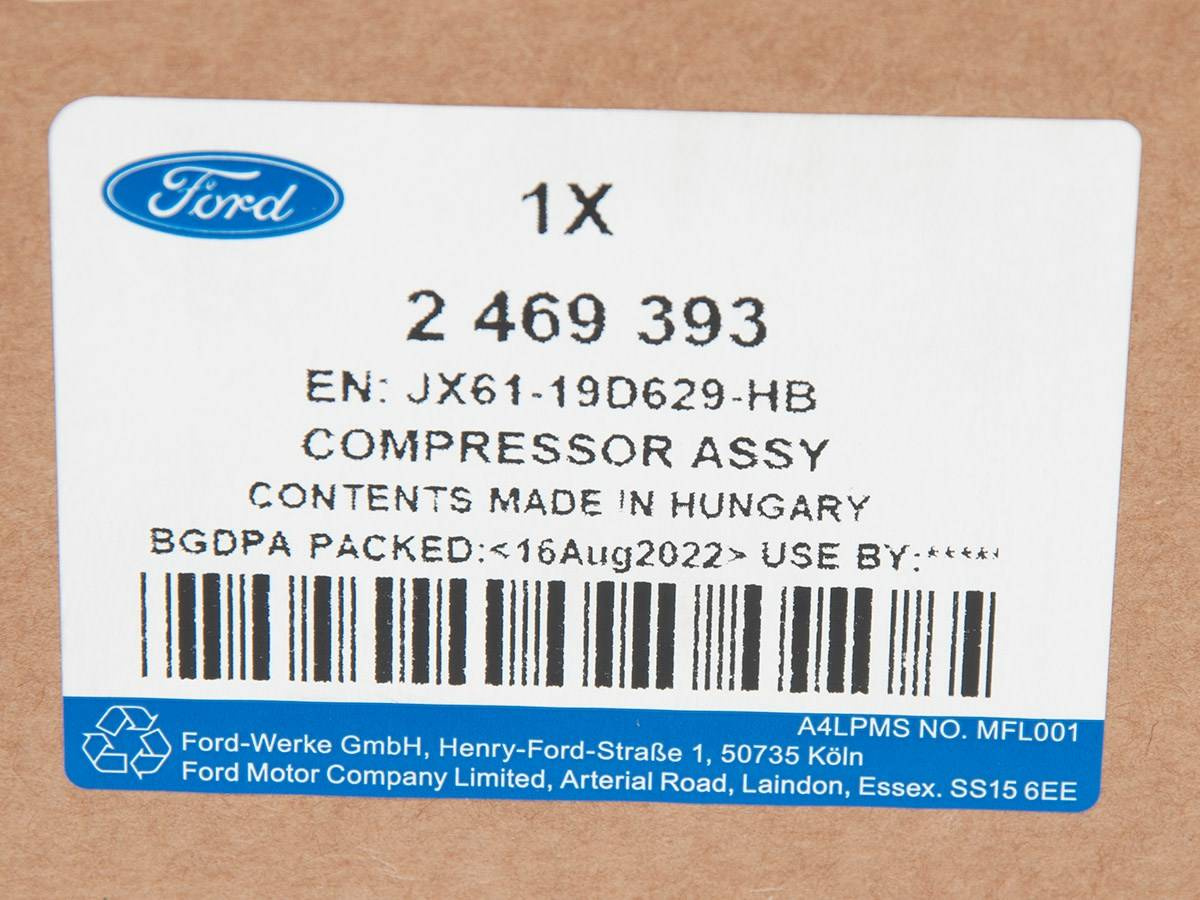 Ford
1X
2 469 393
EN: JX61-19D629-HB
COMPRESSOR ASSY
CONTENTS MADE IN HUNGARY
BGDPA PACKED:<16Aug2022> USE BY:*****
A4LPMS NO. MFL001
Ford-Werke GmbH, Henry-Ford-Straße 1, 50735 Köln
Ford Motor Company Limited, Arterial Road, Laindon, Essex. SS15 6EE